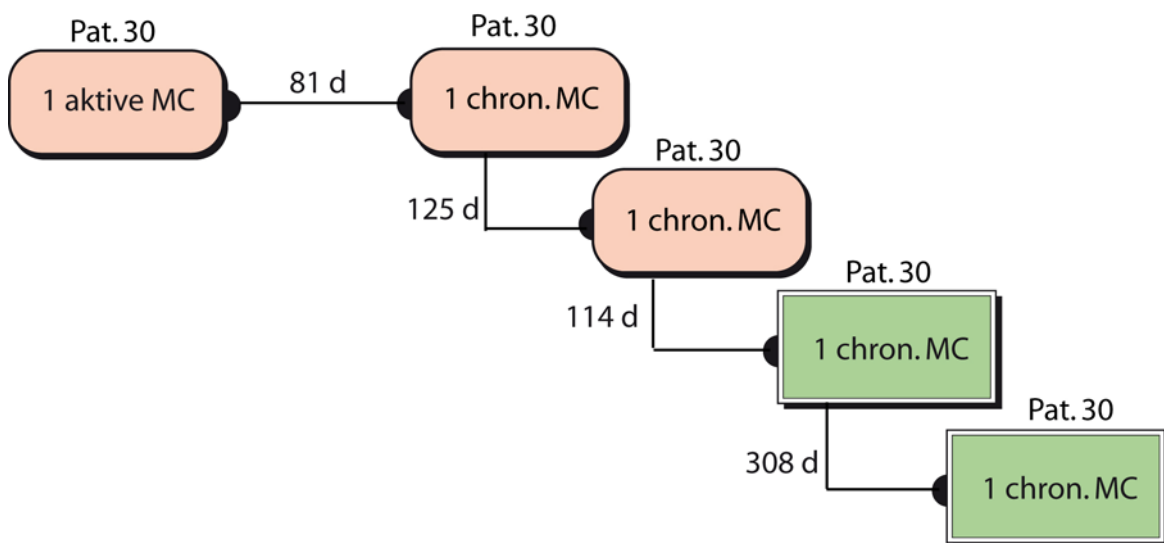 Pat. 30
1 aktive MC
81 d
Pat. 30
1 chron. MC
125 d
Pat. 30
1 chron. MC
114 d
Pat. 30
1 chron. MC
308 d
Pat. 30
1 chron. MC